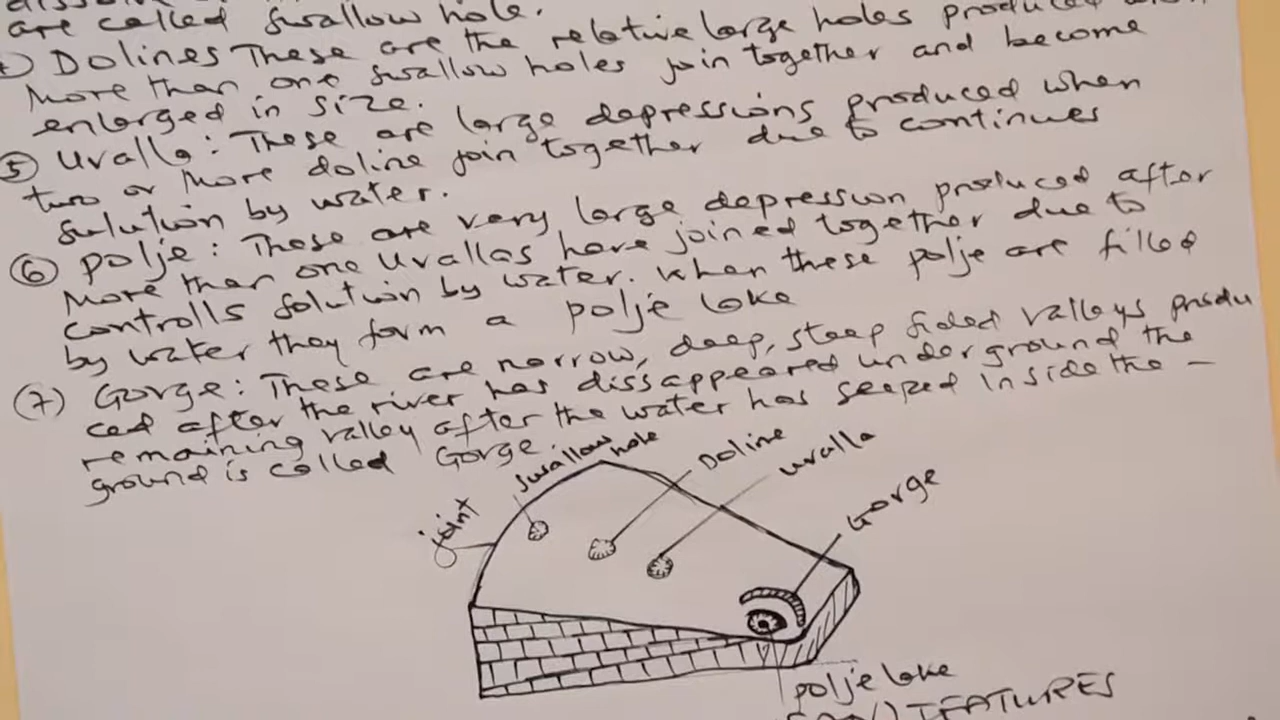 are called swallow hole.
Dolines These are the relative large holes produced when
More than one swallow holes join together and become
enlarged in size.
⑤ Uvalla: These are large depressions produced when
two or more doline join together due to continues
solution by water.
⑥ polje: These are very large depression produced after
More than one uvallas have joined together due to
controlls solution by water. when these polje are filled
by water they form a polje lake
(7) Gorge: These are norrow, deep, steep sided valleys produ
ced after the river has dissappeared underground the
remaining valley after the water has seeped inside the –
ground is called Gorge.
joint
swallow hole
Doline
uvalla
Gorge
polje lake
FEATURES